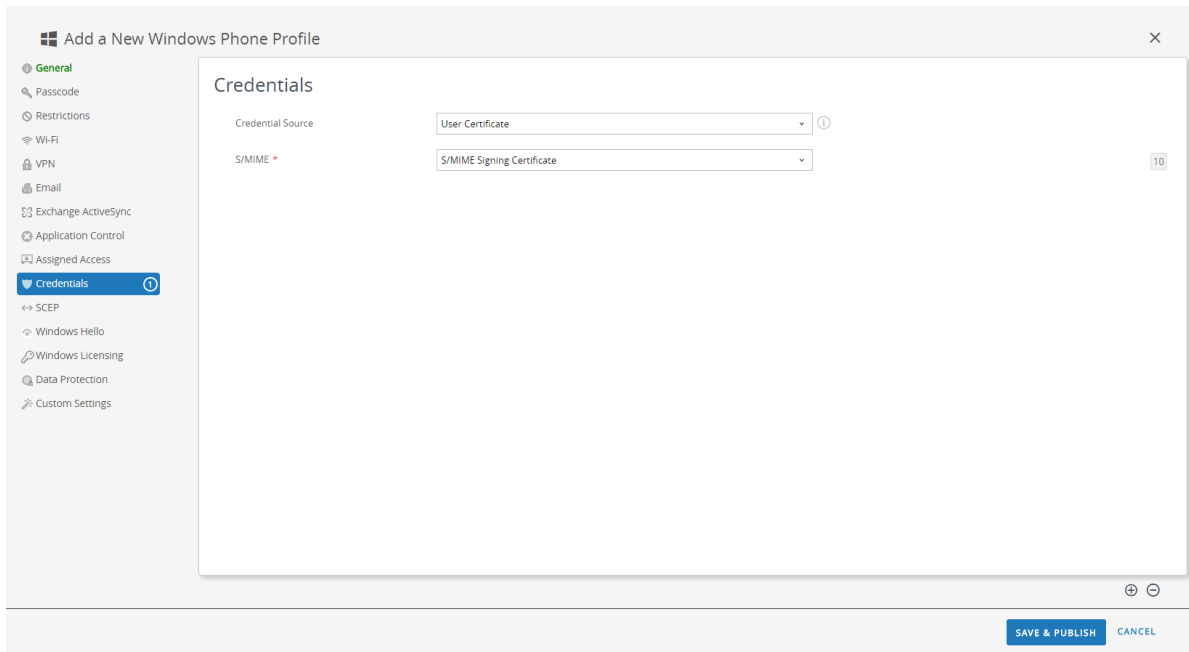 Add a New Windows Phone Profile
General
Passcode
Restrictions
Wi-Fi
VPN
Email
Exchange ActiveSync
Application Control
Assigned Access
Credentials 1
SCEP
Windows Hello
Windows Licensing
Data Protection
Custom Settings
Credentials
Credential Source User Certificate
S/MIME * S/MIME Signing Certificate 10
SAVE & PUBLISH CANCEL